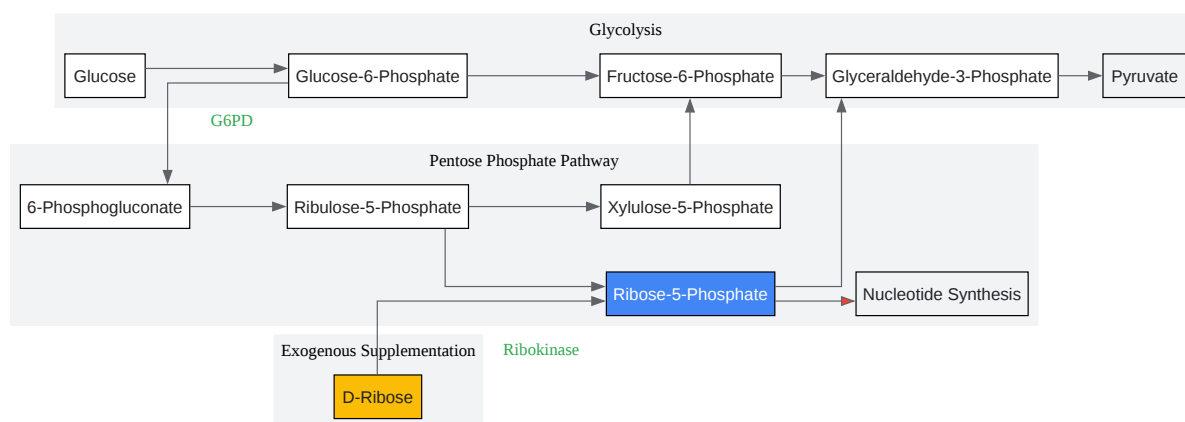 Glycolysis
Glucose
Glucose-6-Phosphate
Fructose-6-Phosphate
Glyceraldehyde-3-Phosphate
Pyruvate
G6PD
Pentose Phosphate Pathway
6-Phosphogluconate
Ribulose-5-Phosphate
Xylulose-5-Phosphate
Ribose-5-Phosphate
Nucleotide Synthesis
Exogenous Supplementation
Ribokinase
D-Ribose